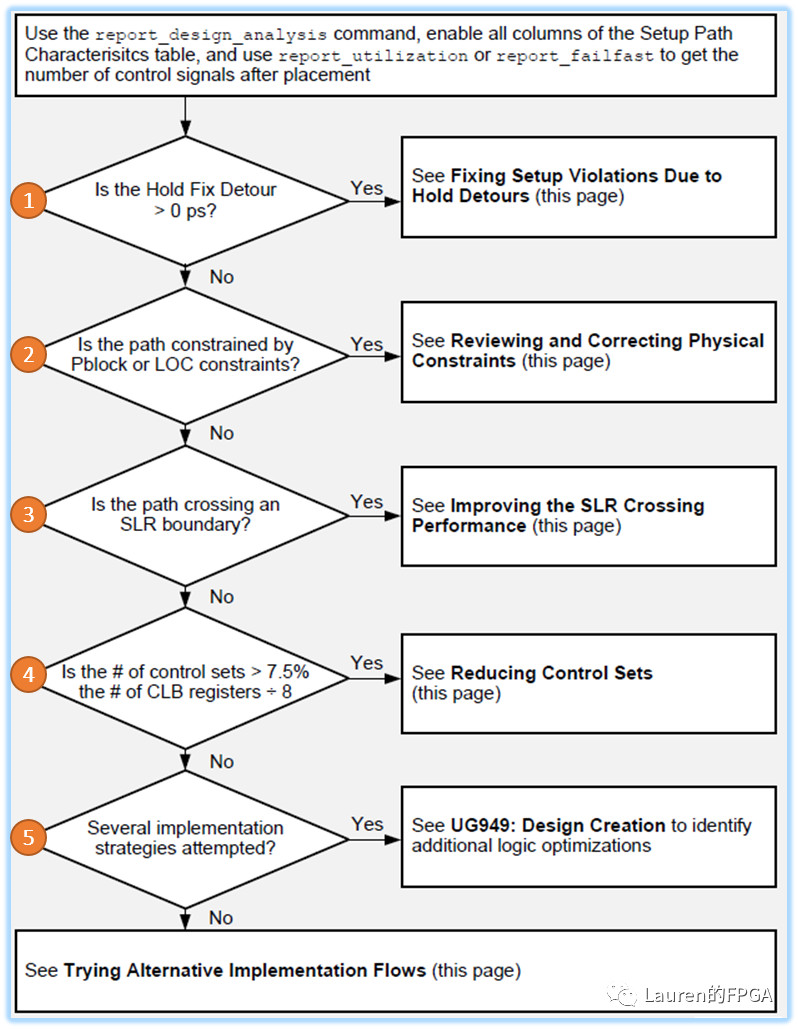 Use the report_design_analysis command, enable all columns of the Setup Path
Characterisitcs table, and use report_utilization or report_failfast to get the
number of control signals after placement
1
Is the Hold Fix Detour
> 0 ps?
Yes
See Fixing Setup Violations Due to
Hold Detours (this page)
No
2
Is the path constrained by
Pblock or LOC constraints?
Yes
See Reviewing and Correcting Physical
Constraints (this page)
No
3
Is the path crossing an
SLR boundary?
Yes
See Improving the SLR Crossing
Performance (this page)
No
4
Is the # of control sets > 7.5%
the # of CLB registers ÷ 8
Yes
See Reducing Control Sets
(this page)
No
5
Several implementation
strategies attempted?
Yes
See UG949: Design Creation to identify
additional logic optimizations
No
See Trying Alternative Implementation Flows (this page)
Lauren的FPGA